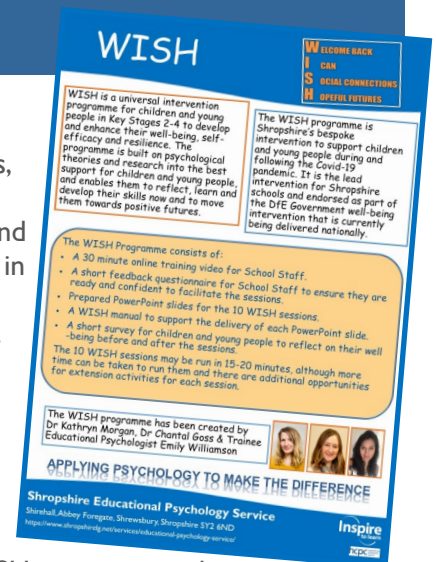 WISH
WELCOME BACK
I CAN
SOCIAL CONNECTIONS
HOPEFUL FUTURES
WISH is a universal intervention
programme for children and young
people in Key Stages 2-4 to develop
and enhance their well-being, self-
efficacy and resilience. The
programme is built on psychological
theories and research into the best
support for children and young people,
and enables them to reflect, learn and
develop their skills now and to move
them towards positive futures.
The WISH programme is
Shropshire's bespoke
intervention to support children
and young people during and
following the Covid-19
pandemic. It is the lead
intervention for Shropshire
schools and endorsed as part of
the DfE Government well-being
intervention that is currently
being delivered nationally.
The WISH Programme consists of:
• A 30 minute online training video for School Staff.
• A short feedback questionnaire for School Staff to ensure they are
ready and confident to facilitate the sessions.
• Prepared PowerPoint slides for the 10 WISH sessions.
• A WISH manual to support the delivery of each PowerPoint slide.
• A short survey for children and young people to reflect on their well
-being before and after the sessions.
The 10 WISH sessions may be run in 15-20 minutes, although more
time can be taken to run them and there are additional opportunities
for extension activities for each session.
The WISH programme has been created by
Dr Kathryn Morgan, Dr Chantal Goss & Trainee
Educational Psychologist Emily Williamson
APPLYING PSYCHOLOGY TO MAKE THE DIFFERENCE
Shropshire Educational Psychology Service
Shirehall, Abbey Foregate, Shrewsbury, Shropshire SY2 6ND
https://www.shropshirelg.net/services/educational-psychology-service/
Inspire
to learn
hcpc
in